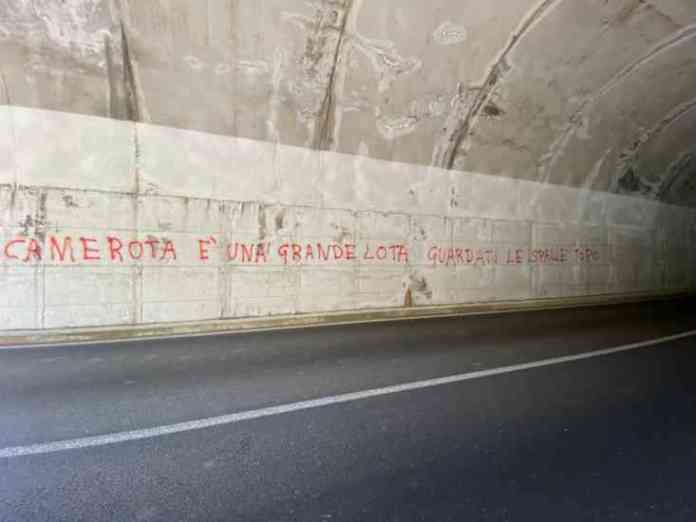 CAMEROTA E' UNA GRANDE LOTA GUARDATI LE SPALLE TOPO